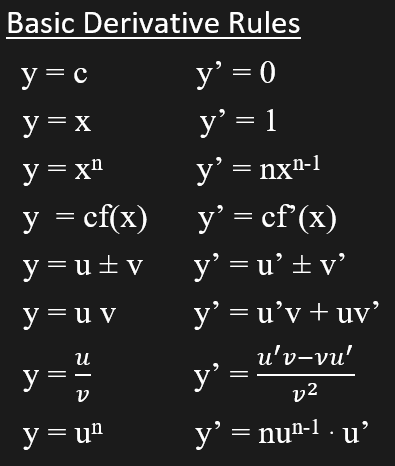 Basic Derivative Rules
y = c y’ = 0
y = x y’ = 1
y = xⁿ y’ = nxⁿ⁻¹
y = cf(x) y’ = cf’(x)
y = u ± v y’ = u’ ± v’
y = u v y’ = u’v + uv’
y = u/v y’ = (u′v−vu′)/v²
y = uⁿ y’ = nuⁿ⁻¹ · u’